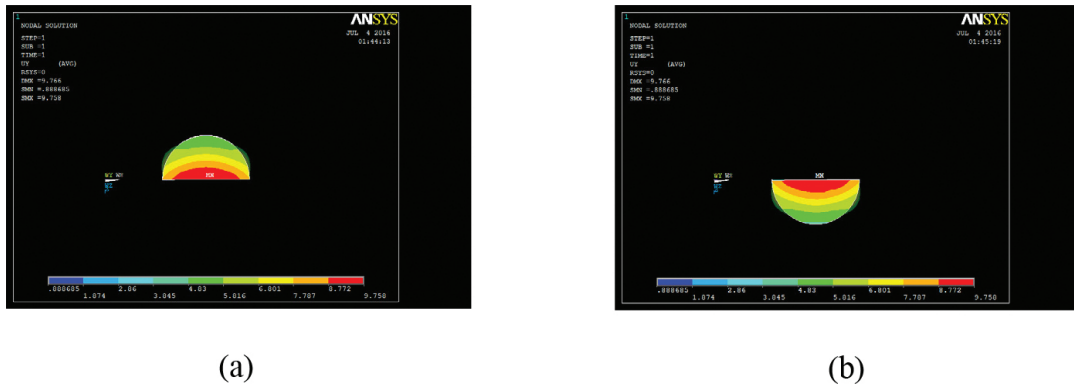 1
NODAL SOLUTION
STEP=1
SUB =1
TIME=1
UY (AVG)
RSYS=0
DMX =9.766
SMN =.888685
SMX =9.758
ANSYS
JUL 4 2016
01:44:13
MX
.888685 2.86 4.83 6.801 8.772
1.874 3.845 5.816 7.787 9.758
(a)
1
NODAL SOLUTION
STEP=1
SUB =1
TIME=1
UY (AVG)
RSYS=0
DMX =9.766
SMN =.888685
SMX =9.758
ANSYS
JUL 4 2016
01:45:19
MX
.888685 2.86 4.83 6.801 8.772
1.874 3.845 5.816 7.787 9.758
(b)